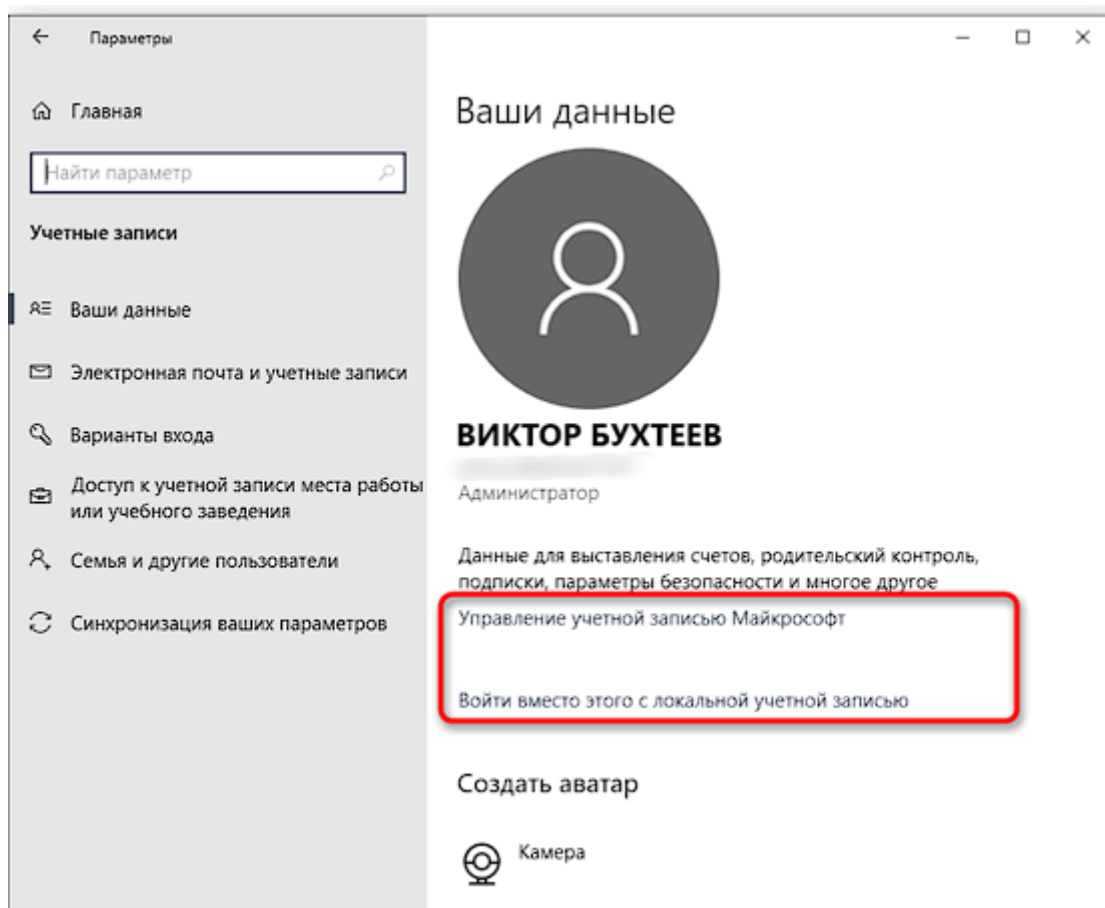 Параметры
Главная
Найти параметр
Учетные записи
Ваши данные
Электронная почта и учетные записи
Варианты входа
Доступ к учетной записи места работы
или учебного заведения
Семья и другие пользователи
Синхронизация ваших параметров
Ваши данные
ВИКТОР БУХТЕЕВ
Администратор
Данные для выставления счетов, родительский контроль,
подписки, параметры безопасности и многое другое
Управление учетной записью Майкрософт
Войти вместо этого с локальной учетной записью
Создать аватар
Камера